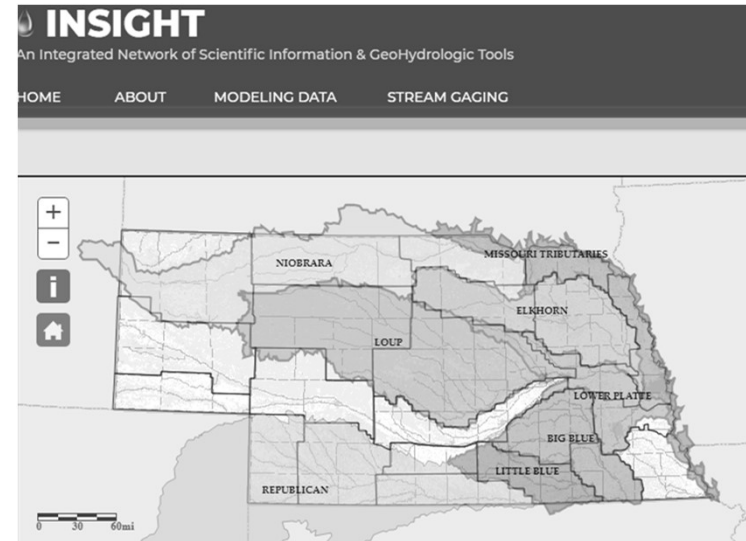 INSIGHT
An Integrated Network of Scientific Information & GeoHydrologic Tools
HOME ABOUT MODELING DATA STREAM GAGING
+
−
i
NIOBRARA
MISSOURI TRIBUTARIES
ELKHORN
LOUP
LOWER PLATTE
BIG BLUE
LITTLE BLUE
REPUBLICAN
0 30 60mi